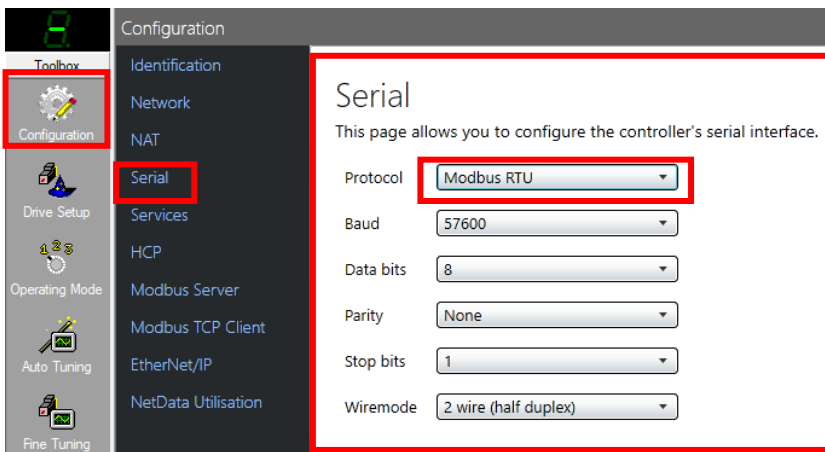 Configuration
Toolbox
Configuration
Drive Setup
Operating Mode
Auto Tuning
Fine Tuning
Identification
Network
NAT
Serial
Services
HCP
Modbus Server
Modbus TCP Client
EtherNet/IP
NetData Utilisation
Serial
This page allows you to configure the controller's serial interface.
Protocol Modbus RTU
Baud 57600
Data bits 8
Parity None
Stop bits 1
Wiremode 2 wire (half duplex)